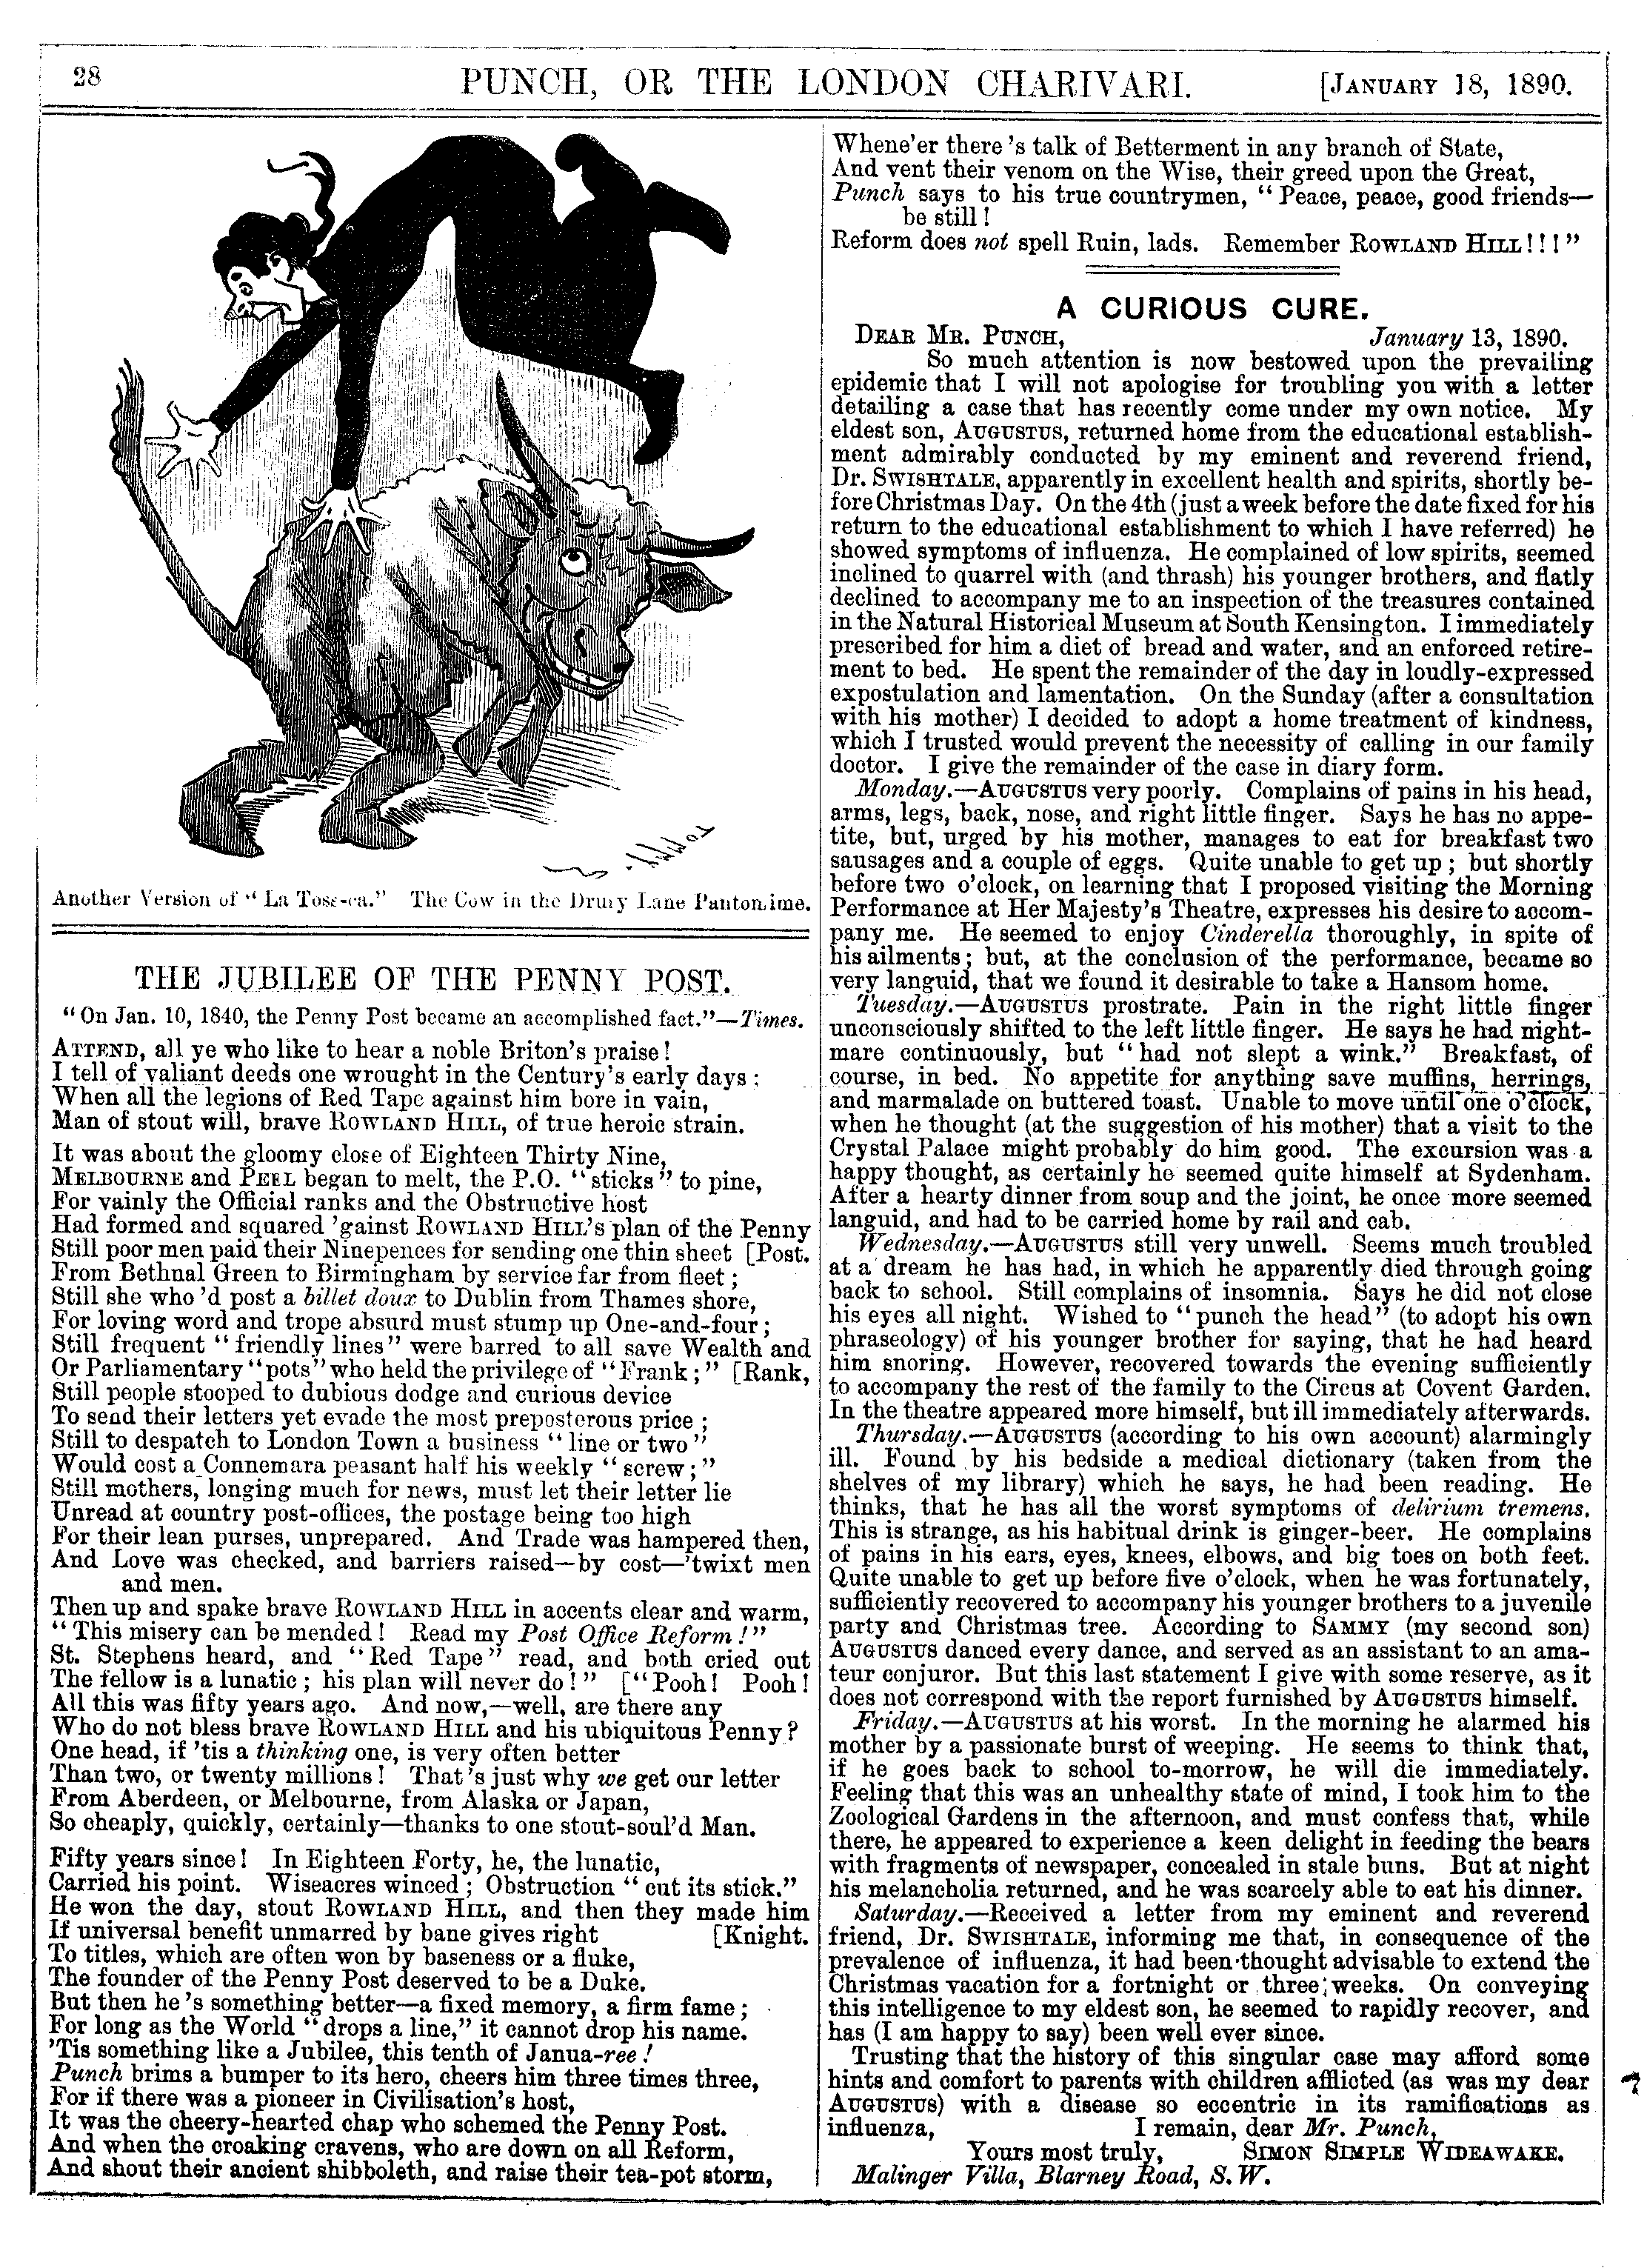 28
PUNCH, OR THE LONDON CHARIVARI.
[JANUARY 18, 1890.
Another Version of "La Toss-ca." The Cow in the Drury Lane Pantomime.
THE JUBILEE OF THE PENNY POST.
"On Jan. 10, 1840, the Penny Post became an accomplished fact."—Times.
ATTEND, all ye who like to hear a noble Briton's praise!
I tell of valiant deeds one wrought in the Century's early days:
When all the legions of Red Tape against him bore in vain,
Man of stout will, brave ROWLAND HILL, of true heroic strain.
It was about the gloomy close of Eighteen Thirty Nine,
MELBOURNE and PEEL began to melt, the P.O. "sticks" to pine,
For vainly the Official ranks and the Obstructive host
Had formed and squared 'gainst ROWLAND HILL's plan of the Penny
Still poor men paid their Ninepences for sending one thin sheet [Post.
From Bethnal Green to Birmingham by service far from fleet;
Still she who'd post a billet doux to Dublin from Thames shore,
For loving word and trope absurd must stump up One-and-four;
Still frequent "friendly lines" were barred to all save Wealth and
Or Parliamentary "pots" who held the privilege of "Frank;" [Rank,
Still people stooped to dubious dodge and curious device
To send their letters yet evade the most preposterous price;
Still to despatch to London Town a business "line or two"
Would cost a Connemara peasant half his weekly "screw;"
Still mothers, longing much for news, must let their letter lie
Unread at country post-offices, the postage being too high
For their lean purses, unprepared. And Trade was hampered then,
And Love was checked, and barriers raised—by cost—'twixt men
and men.
Then up and spake brave ROWLAND HILL in accents clear and warm,
"This misery can be mended! Read my Post Office Reform!"
St. Stephens heard, and "Red Tape" read, and both cried out
The fellow is a lunatic; his plan will never do!" ["Pooh! Pooh!
All this was fifty years ago. And now,—well, are there any
Who do not bless brave ROWLAND HILL and his ubiquitous Penny?
One head, if 'tis a thinking one, is very often better
Than two, or twenty millions! That's just why we get our letter
From Aberdeen, or Melbourne, from Alaska or Japan,
So cheaply, quickly, certainly—thanks to one stout-soul'd Man.
Fifty years since! In Eighteen Forty, he, the lunatic,
Carried his point. Wiseacres winced; Obstruction "cut its stick."
He won the day, stout ROWLAND HILL, and then they made him
If universal benefit unmarred by bane gives right [Knight.
To titles, which are often won by baseness or a fluke,
The founder of the Penny Post deserved to be a Duke.
But then he's something better—a fixed memory, a firm fame;
For long as the World "drops a line," it cannot drop his name.
'Tis something like a Jubilee, this tenth of Janua-ree!
Punch brims a bumper to its hero, cheers him three times three,
For if there was a pioneer in Civilisation's host,
It was the cheery-hearted chap who schemed the Penny Post.
And when the croaking cravens, who are down on all Reform,
And shout their ancient shibboleth, and raise their tea-pot storm,
Whene'er there's talk of Betterment in any branch of State,
And vent their venom on the Wise, their greed upon the Great,
Punch says to his true countrymen, "Peace, peace, good friends—
be still!
Reform does not spell Ruin, lads. Remember ROWLAND HILL!!!"
A CURIOUS CURE.
DEAR MR. PUNCH, January 13, 1890.
So much attention is now bestowed upon the prevailing
epidemic that I will not apologise for troubling you with a letter
detailing a case that has recently come under my own notice. My
eldest son, AUGUSTUS, returned home from the educational establish-
ment admirably conducted by my eminent and reverend friend,
Dr. SWISHTALE, apparently in excellent health and spirits, shortly be-
fore Christmas Day. On the 4th (just a week before the date fixed for his
return to the educational establishment to which I have referred) he
showed symptoms of influenza. He complained of low spirits, seemed
inclined to quarrel with (and thrash) his younger brothers, and flatly
declined to accompany me to an inspection of the treasures contained
in the Natural Historical Museum at South Kensington. I immediately
prescribed for him a diet of bread and water, and an enforced retire-
ment to bed. He spent the remainder of the day in loudly-expressed
expostulation and lamentation. On the Sunday (after a consultation
with his mother) I decided to adopt a home treatment of kindness,
which I trusted would prevent the necessity of calling in our family
doctor. I give the remainder of the case in diary form.
Monday.—AUGUSTUS very poorly. Complains of pains in his head,
arms, legs, back, nose, and right little finger. Says he has no appe-
tite, but, urged by his mother, manages to eat for breakfast two
sausages and a couple of eggs. Quite unable to get up; but shortly
before two o'clock, on learning that I proposed visiting the Morning
Performance at Her Majesty's Theatre, expresses his desire to accom-
pany me. He seemed to enjoy Cinderella thoroughly, in spite of
his ailments; but, at the conclusion of the performance, became so
very languid, that we found it desirable to take a Hansom home.
Tuesday.—AUGUSTUS prostrate. Pain in the right little finger
unconsciously shifted to the left little finger. He says he had night-
mare continuously, but "had not slept a wink." Breakfast, of
course, in bed. No appetite for anything save muffins, herrings,
and marmalade on buttered toast. Unable to move until one o'clock,
when he thought (at the suggestion of his mother) that a visit to the
Crystal Palace might probably do him good. The excursion was a
happy thought, as certainly he seemed quite himself at Sydenham.
After a hearty dinner from soup and the joint, he once more seemed
languid, and had to be carried home by rail and cab.
Wednesday.—AUGUSTUS still very unwell. Seems much troubled
at a dream he has had, in which he apparently died through going
back to school. Still complains of insomnia. Says he did not close
his eyes all night. Wished to "punch the head" (to adopt his own
phraseology) of his younger brother for saying, that he had heard
him snoring. However, recovered towards the evening sufficiently
to accompany the rest of the family to the Circus at Covent Garden.
In the theatre appeared more himself, but ill immediately afterwards.
Thursday.—AUGUSTUS (according to his own account) alarmingly
ill. Found by his bedside a medical dictionary (taken from the
shelves of my library) which he says, he had been reading. He
thinks, that he has all the worst symptoms of delirium tremens.
This is strange, as his habitual drink is ginger-beer. He complains
of pains in his ears, eyes, knees, elbows, and big toes on both feet.
Quite unable to get up before five o'clock, when he was fortunately,
sufficiently recovered to accompany his younger brothers to a juvenile
party and Christmas tree. According to SAMMY (my second son)
AUGUSTUS danced every dance, and served as an assistant to an ama-
teur conjuror. But this last statement I give with some reserve, as it
does not correspond with the report furnished by AUGUSTUS himself.
Friday.—AUGUSTUS at his worst. In the morning he alarmed his
mother by a passionate burst of weeping. He seems to think that,
if he goes back to school to-morrow, he will die immediately.
Feeling that this was an unhealthy state of mind, I took him to the
Zoological Gardens in the afternoon, and must confess that, while
there, he appeared to experience a keen delight in feeding the bears
with fragments of newspaper, concealed in stale buns. But at night
his melancholia returned, and he was scarcely able to eat his dinner.
Saturday.—Received a letter from my eminent and reverend
friend, Dr. SWISHTALE, informing me that, in consequence of the
prevalence of influenza, it had been thought advisable to extend the
Christmas vacation for a fortnight or three weeks. On conveying
this intelligence to my eldest son, he seemed to rapidly recover, and
has (I am happy to say) been well ever since.
Trusting that the history of this singular case may afford some
hints and comfort to parents with children afflicted (as was my dear
AUGUSTUS) with a disease so eccentric in its ramifications as
influenza, I remain, dear Mr. Punch,
Yours most truly, SIMON SIMPLE WIDEAWAKE.
Malinger Villa, Blarney Road, S.W.